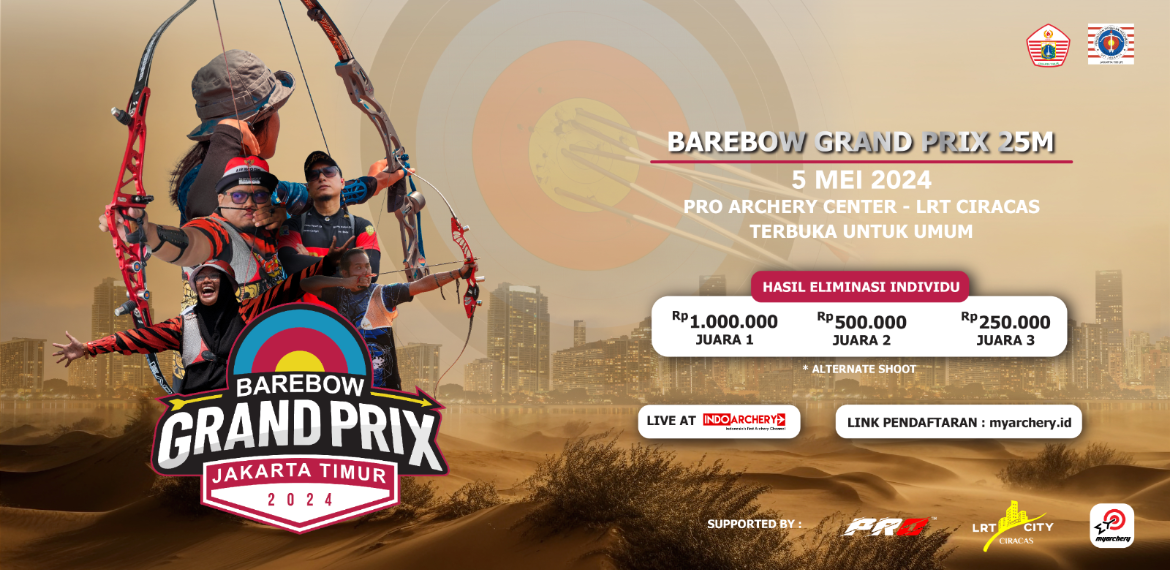 BAREBOW GRAND PRIX 25M
5 MEI 2024
PRO ARCHERY CENTER - LRT CIRACAS
TERBUKA UNTUK UMUM
HASIL ELIMINASI INDIVIDU
Rp1.000.000
JUARA 1
Rp500.000
JUARA 2
Rp250.000
JUARA 3
* ALTERNATE SHOOT
LIVE AT INDOARCHERY
LINK PENDAFTARAN : myarchery.id
BAREBOW
GRAND PRIX
JAKARTA TIMUR
2024
SUPPORTED BY :
PRO
LRT CITY
CIRACAS
myarchery